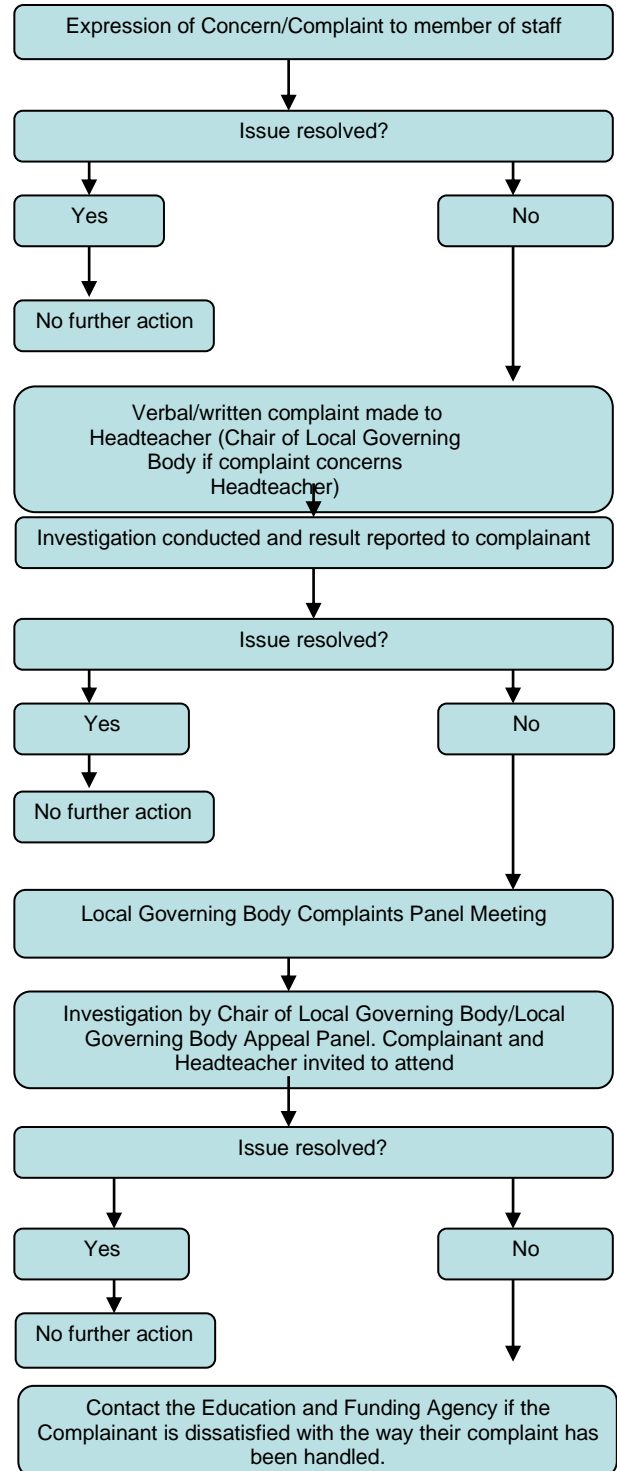 Expression of Concern/Complaint to member of staff
Issue resolved?
Yes
No
No further action
Verbal/written complaint made to
Headteacher (Chair of Local Governing
Body if complaint concerns
Headteacher)
Investigation conducted and result reported to complainant
Issue resolved?
Yes
No
No further action
Local Governing Body Complaints Panel Meeting
Investigation by Chair of Local Governing Body/Local
Governing Body Appeal Panel. Complainant and
Headteacher invited to attend
Issue resolved?
Yes
No
No further action
Contact the Education and Funding Agency if the
Complainant is dissatisfied with the way their complaint has
been handled.